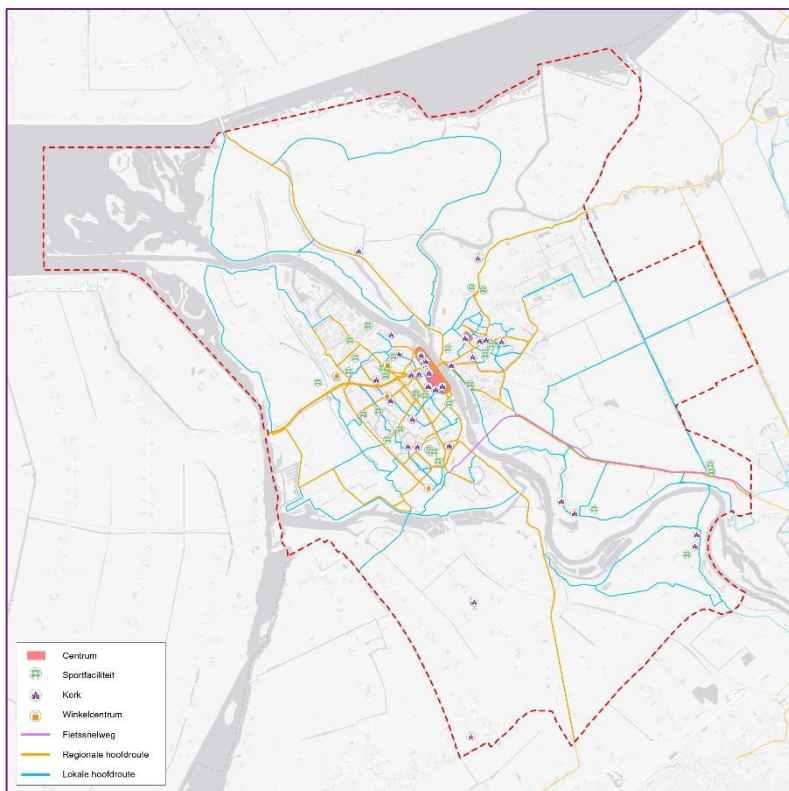 Centrum
Sportfaciliteit
Kerk
Winkelcentrum
Fietssnelweg
Regionale hoofdroute
Lokale hoofdroute